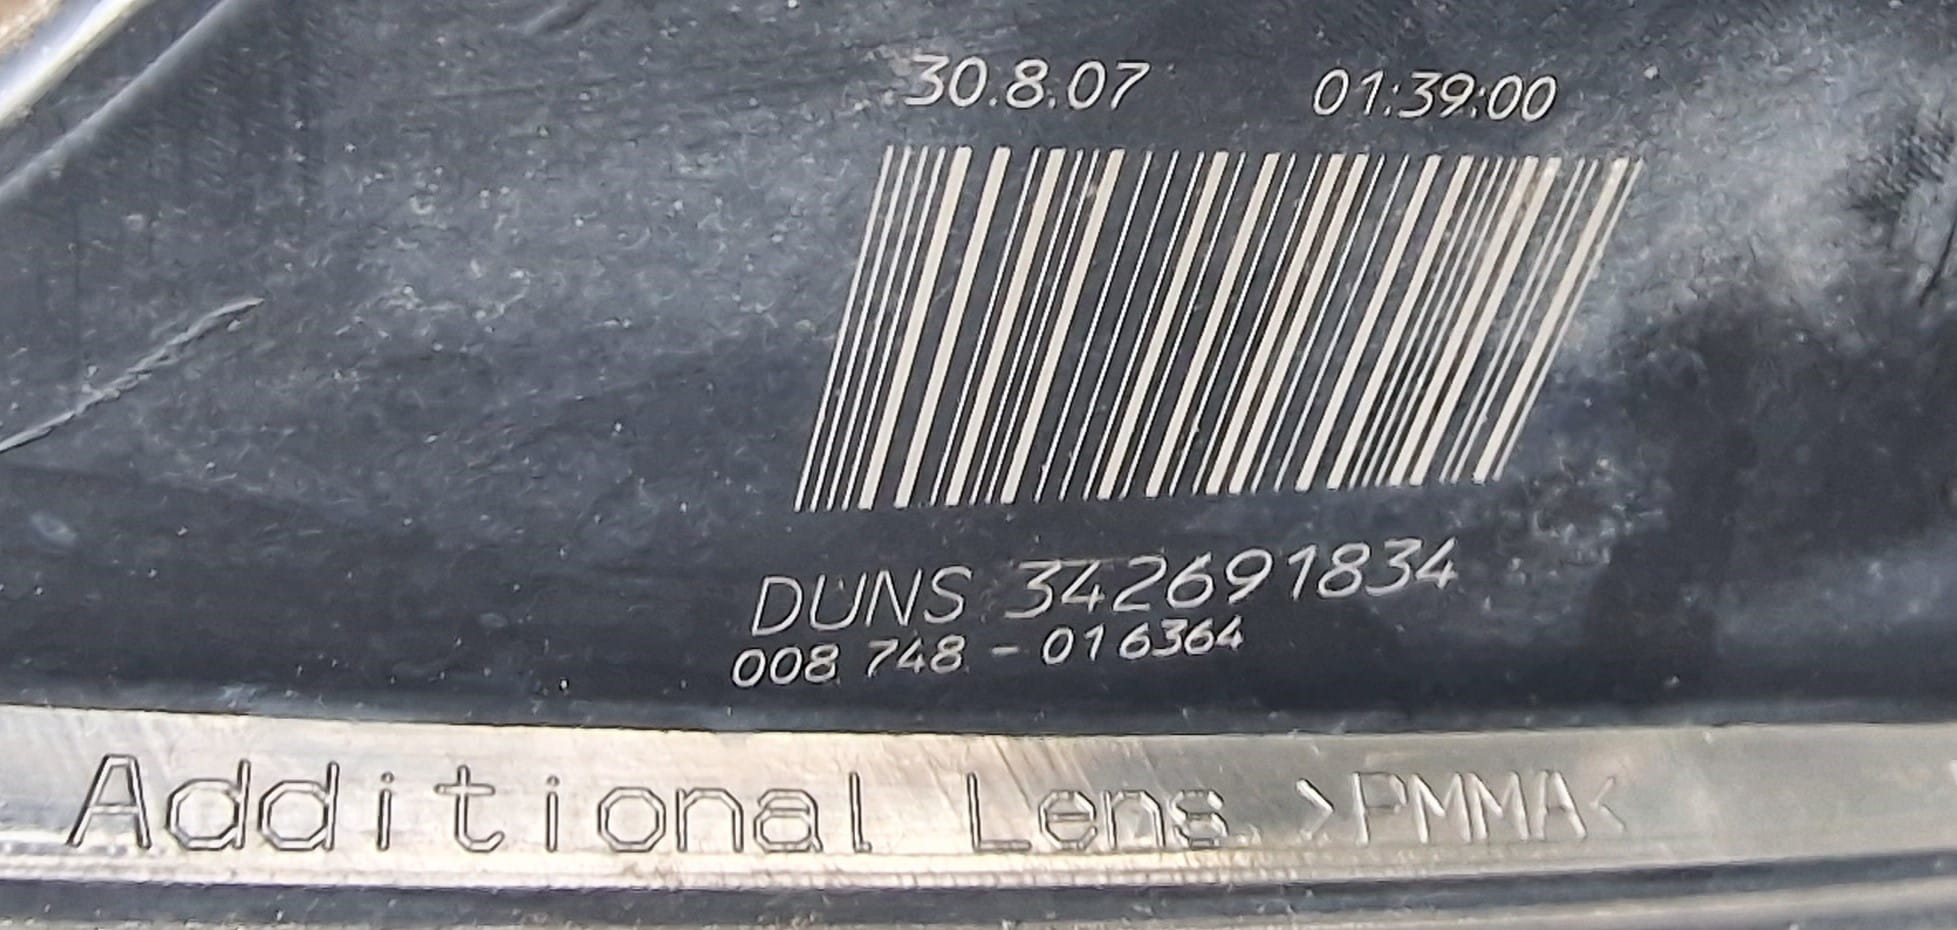 30.8.07 01:39:00
DUNS 342691834
008 748 - 016364
Additional Lens >PMMA<